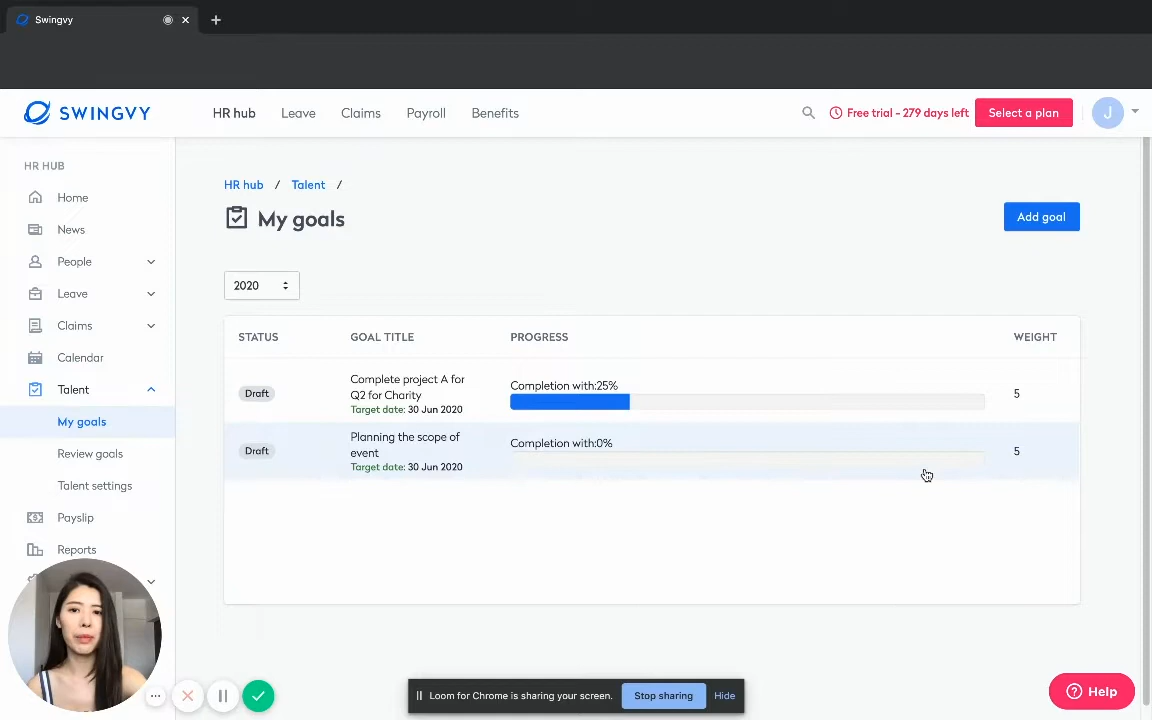 Swingvy
SWINGVY
HR hub
Leave
Claims
Payroll
Benefits
Free trial - 279 days left
Select a plan
J
HR HUB
Home
News
People
Leave
Claims
Calendar
Talent
My goals
Review goals
Talent settings
Payslip
Reports
HR hub / Talent /
My goals
Add goal
2020
STATUS GOAL TITLE PROGRESS WEIGHT
Draft
Complete project A for
Q2 for Charity
Target date: 30 Jun 2020
Completion with:25%
5
Draft
Planning the scope of
event
Target date: 30 Jun 2020
Completion with:0%
5
Loom for Chrome is sharing your screen.
Stop sharing
Hide
Help